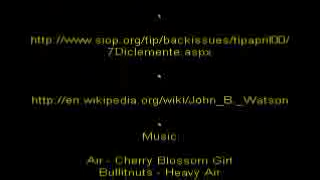 http://www.siop.org/tip/backissues/tipapril00/
7Diclemente.aspx
http://en.wikipedia.org/wiki/John_B._Watson
Music:
Air - Cherry Blossom Girl
Bullitnuts - Heavy Air